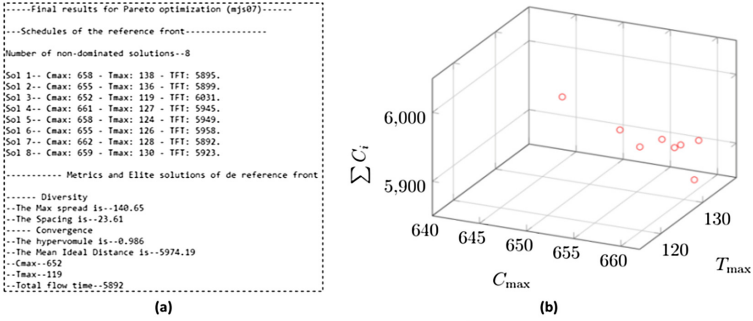 -----Final results for Pareto optimization (mjs07)------
---Schedules of the reference front----------------
Number of non-dominated solutions--8
Sol 1-- Cmax: 658 - Tmax: 138 - TFT: 5895.
Sol 2-- Cmax: 655 - Tmax: 136 - TFT: 5899.
Sol 3-- Cmax: 652 - Tmax: 119 - TFT: 6031.
Sol 4-- Cmax: 661 - Tmax: 127 - TFT: 5945.
Sol 5-- Cmax: 658 - Tmax: 124 - TFT: 5949.
Sol 6-- Cmax: 655 - Tmax: 126 - TFT: 5958.
Sol 7-- Cmax: 662 - Tmax: 128 - TFT: 5892.
Sol 8-- Cmax: 659 - Tmax: 130 - TFT: 5923.
----------- Metrics and Elite solutions of de reference front
------ Diversity
--The Max spread is--140.65
--The Spacing is--23.61
----- Convergence
--The hypervomule is--0.986
--The Mean Ideal Distance is--5974.19
--Cmax--652
--Tmax--119
--Total flow time--5892
(a)
6,000
5,900
∑ Ci
640
645
650
655
660
Cmax
120
130
Tmax
(b)